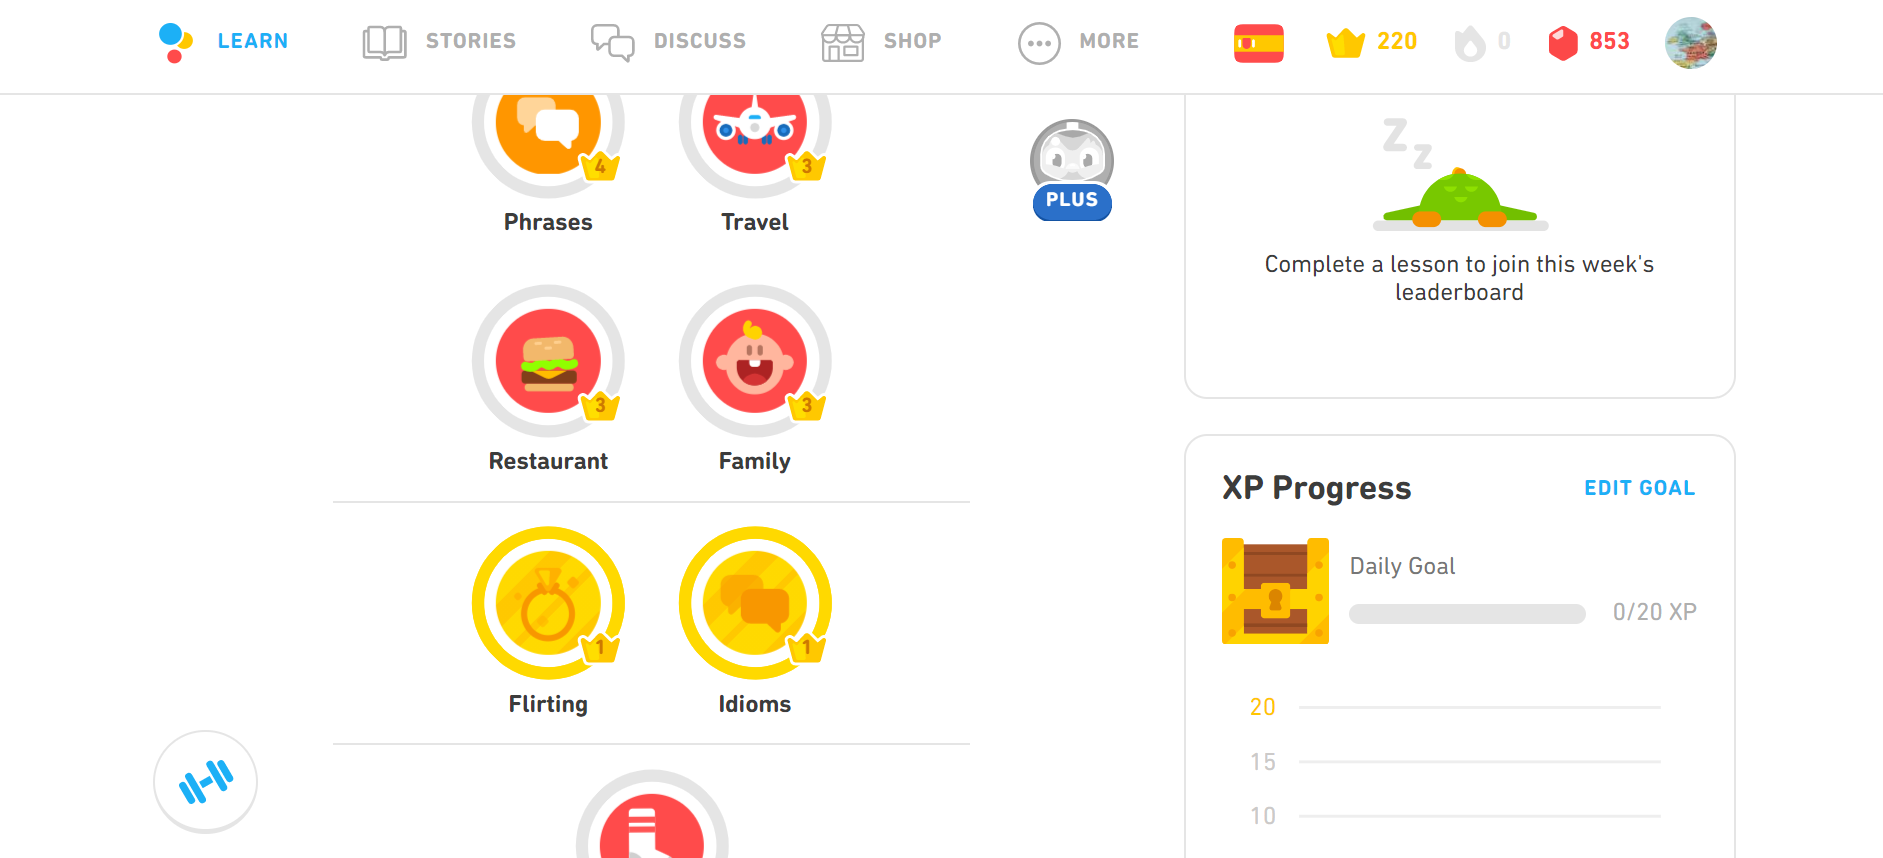 LEARN
STORIES
DISCUSS
SHOP
MORE
220
0
853
4
3
Phrases
Travel
PLUS
Z
Z
Complete a lesson to join this week's
leaderboard
3
3
Restaurant
Family
XP Progress
EDIT GOAL
Daily Goal
0/20 XP
1
1
Flirting
Idioms
20
15
10